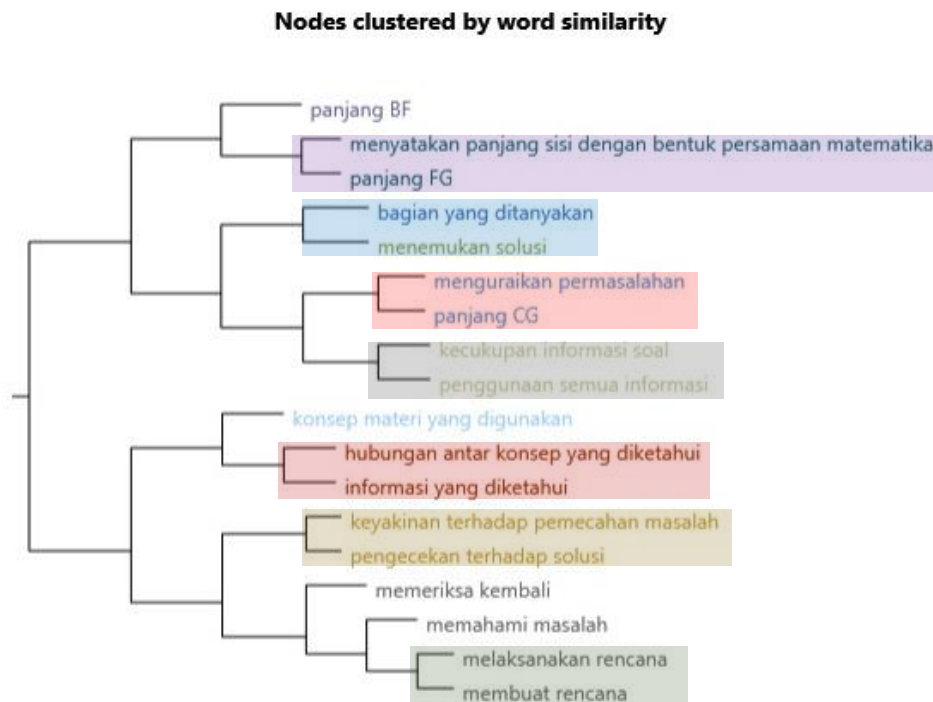 Nodes clustered by word similarity
panjang BF
menyatakan panjang sisi dengan bentuk persamaan matematika
panjang FG
bagian yang ditanyakan
menemukan solusi
menguraikan permasalahan
panjang CG
kecukupan informasi soal
penggunaan semua informasi
konsep materi yang digunakan
hubungan antar konsep yang diketahui
informasi yang diketahui
keyakinan terhadap pemecahan masalah
pengecekan terhadap solusi
memeriksa kembali
memahami masalah
melaksanakan rencana
membuat rencana